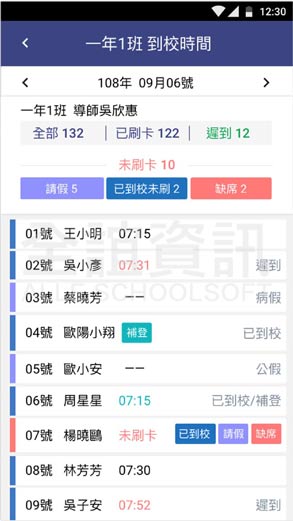 12:30
一年1班 到校時間
108年 09月06號
一年1班 導師吳欣惠
全部 132 已刷卡 122 遲到 12
未刷卡 10
請假 5 已到校未刷 2 缺席 2
01號 王小明 07:15
02號 吳小彥 07:31 遲到
03號 蔡曉芳 −− 病假
04號 歐陽小翔 補登 已到校
05號 歐小安 −− 公假
06號 周星星 07:15 已到校/補登
07號 楊曉鷗 未刷卡 已到校 請假 缺席
08號 林芳芳 07:30
09號 吳子安 07:52 遲到